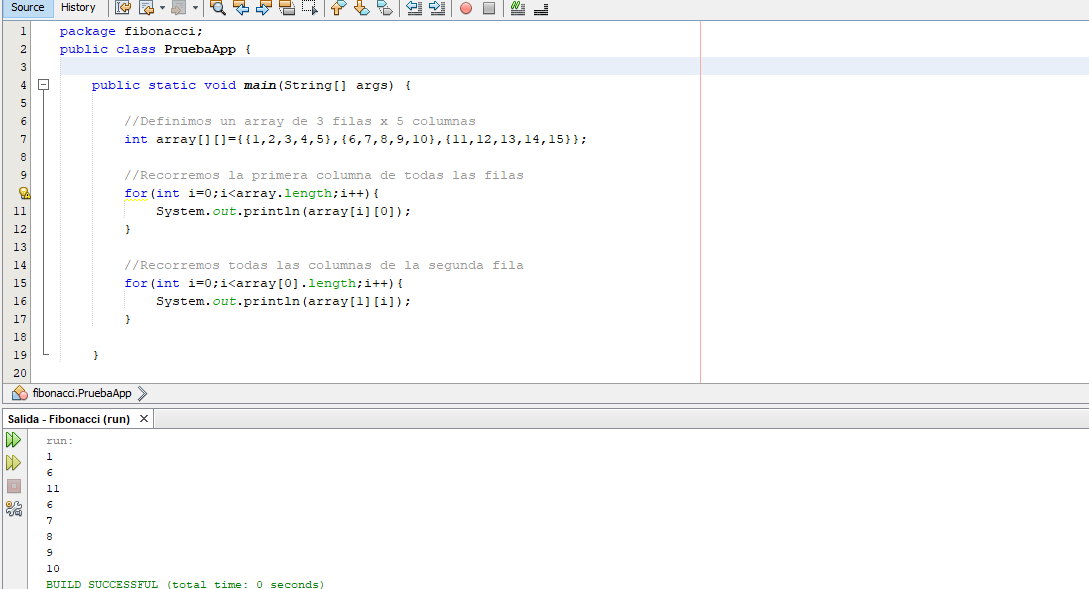 Source History
1 package fibonacci;
2 public class PruebaApp {
3
4 public static void main(String[] args) {
5
6 //Definimos un array de 3 filas x 5 columnas
7 int array[][]={{1,2,3,4,5},{6,7,8,9,10},{11,12,13,14,15}};
8
9 //Recorremos la primera columna de todas las filas
for(int i=0;i<array.length;i++){
11 System.out.println(array[i][0]);
12 }
13
14 //Recorremos todas las columnas de la segunda fila
15 for(int i=0;i<array[0].length;i++){
16 System.out.println(array[1][i]);
17 }
18
19 }
20
fibonacci.PruebaApp
Salida - Fibonacci (run) ×
run:
1
6
11
6
7
8
9
10
BUILD SUCCESSFUL (total time: 0 seconds)